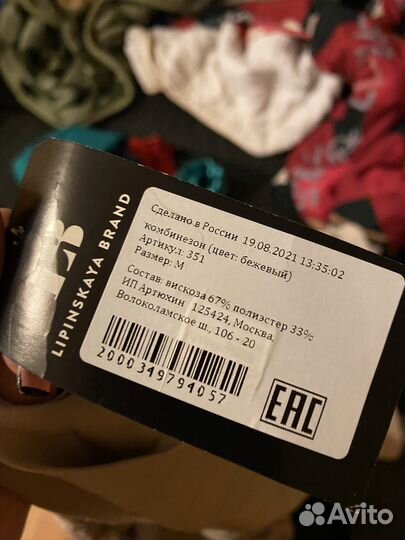 LIPINSKAYA BRAND
Сделано в России 19.08.2021 13:35:02
комбинезон (цвет: бежевый)
Артикул: 351
Размер: M
Состав: вискоза 67% полиэстер 33%
ИП Артюхин 125424, Москва,
Волоколамское ш., 106 - 20
2000349794057
EAC
Avito